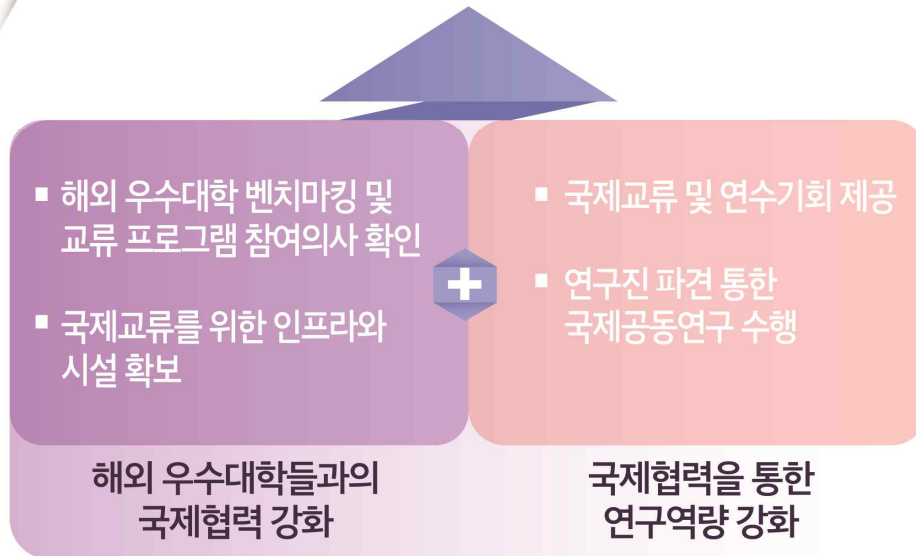 ▪ 해외 우수대학 벤치마킹 및
교류 프로그램 참여의사 확인
▪ 국제교류를 위한 인프라와
시설 확보
▪ 국제교류 및 연수기회 제공
▪ 연구진 파견 통한
국제공동연구 수행
해외 우수대학들과의
국제협력 강화
국제협력을 통한
연구역량 강화